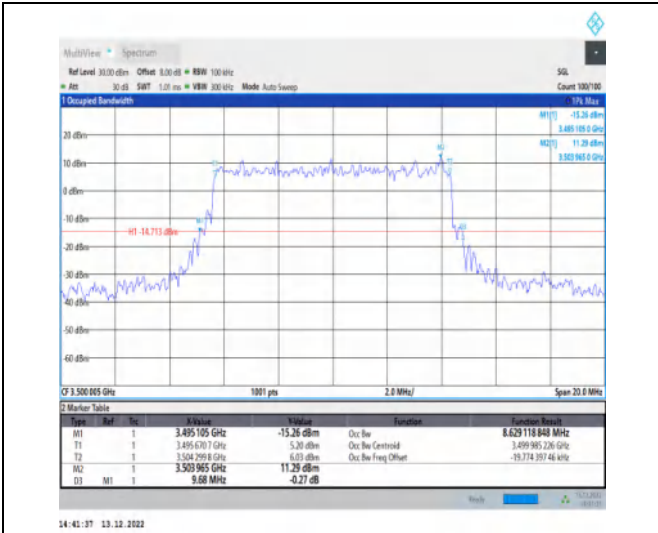 MultiView Spectrum
Ref Level 30.00 dBm Offset 8.00 dB RBW 100 kHz SGL
Att 30 dB SWT 1.01 ms VBW 300 kHz Mode Auto Sweep Count 100/100
1 Occupied Bandwidth 1Pk Max
M1[1] -15.26 dBm
3.495 105 0 GHz
20 dBm M2[1] 11.29 dBm
3.503 965 0 GHz
10 dBm
0 dBm
-10 dBm
H1 -14.713 dBm
-20 dBm
-30 dBm
-40 dBm
-50 dBm
-60 dBm
CF 3.500 005 GHz 1001 pts 2.0 MHz/ Span 20.0 MHz
2 Marker Table
Type Ref Trc X-Value Y-Value Function Function Result
M1 1 3.495 105 GHz -15.26 dBm Occ Bw 8.629 118 848 MHz
T1 1 3.495 670 7 GHz 5.20 dBm Occ Bw Centroid 3.499 985 226 GHz
T2 1 3.504 299 8 GHz 6.03 dBm Occ Bw Freq Offset -19.774 397 46 kHz
M2 1 3.503 965 GHz 11.29 dBm
D3 M1 1 9.68 MHz -0.27 dB
14:41:37 13.12.2022